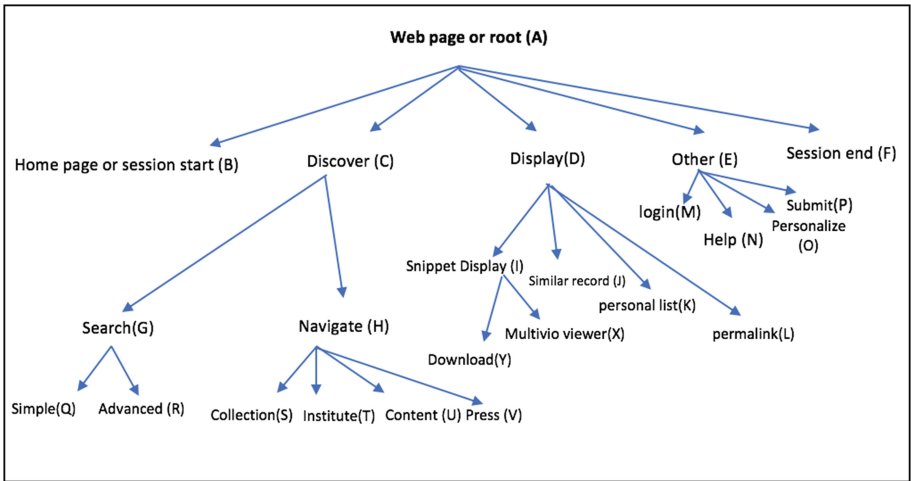 Web page or root (A)
Home page or session start (B)
Discover (C)
Display(D)
Other (E)
Session end (F)
login(M)
Help (N)
Submit(P)
Personalize
(O)
Snippet Display (I)
Similar record (J)
personal list(K)
permalink(L)
Multivio viewer(X)
Download(Y)
Search(G)
Navigate (H)
Simple(Q)
Advanced (R)
Collection(S)
Institute(T)
Content (U)
Press (V)